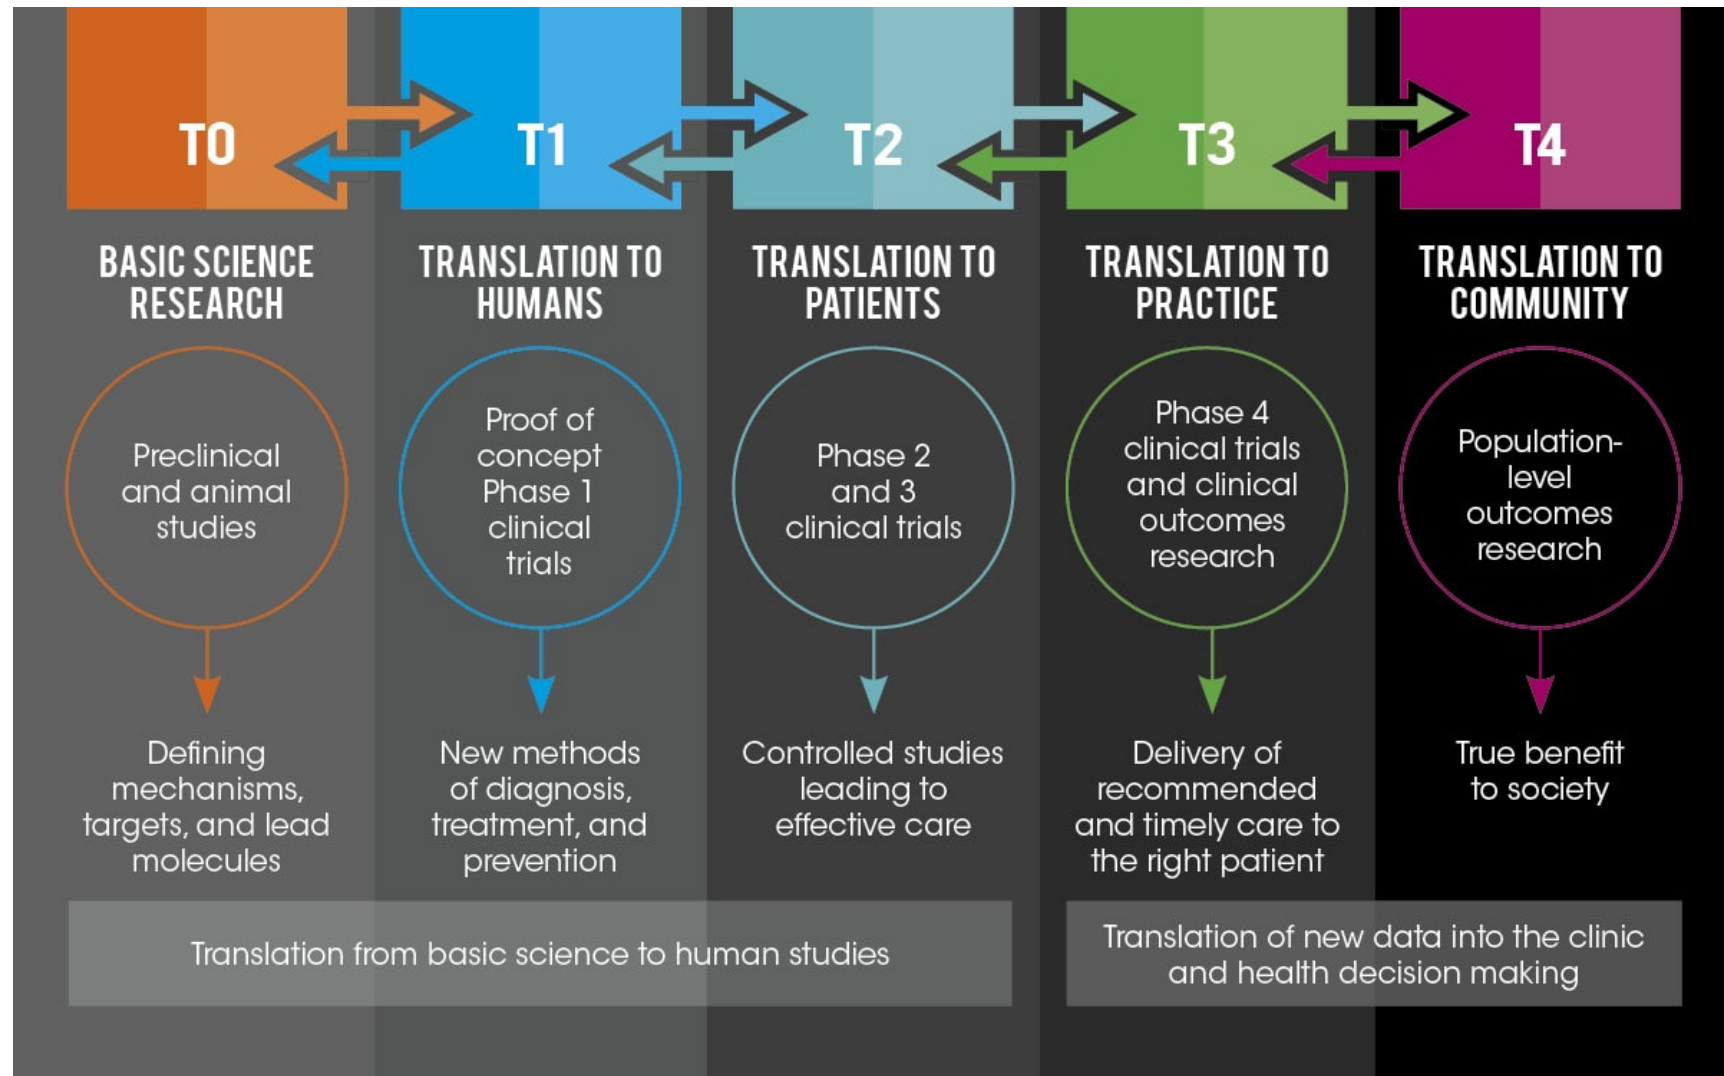 T0
T1
T2
T3
T4
BASIC SCIENCE
RESEARCH
TRANSLATION TO
HUMANS
TRANSLATION TO
PATIENTS
TRANSLATION TO
PRACTICE
TRANSLATION TO
COMMUNITY
Preclinical
and animal
studies
Proof of
concept
Phase 1
clinical
trials
Phase 2
and 3
clinical trials
Phase 4
clinical trials
and clinical
outcomes
research
Population-
level
outcomes
research
Defining
mechanisms,
targets, and lead
molecules
New methods
of diagnosis,
treatment, and
prevention
Controlled studies
leading to
effective care
Delivery of
recommended
and timely care to
the right patient
True benefit
to society
Translation from basic science to human studies
Translation of new data into the clinic
and health decision making